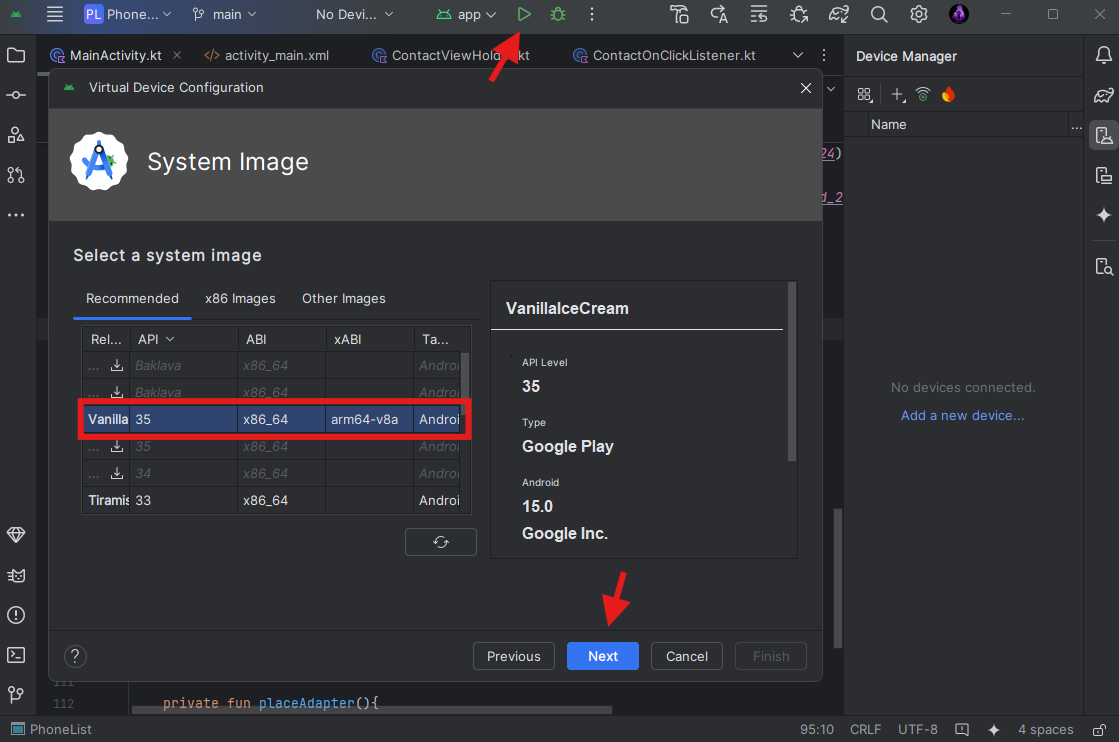 PL Phone... main No Devi... app
MainActivity.kt activity_main.xml ContactViewHold kt ContactOnClickListener.kt
Device Manager
Virtual Device Configuration
Name ...
System Image
24)
d_2
Select a system image
Recommended x86 Images Other Images
Rel... API ABI xABI Ta...
... Baklava x86_64 Androi
... Baklava x86_64 Androi
Vanilla 35 x86_64 arm64-v8a Androi
... 35 x86_64 Androi
... 34 x86_64 Androi
Tiramis 33 x86_64 Androi
VanillaIceCream
API Level
35
Type
Google Play
Android
15.0
Google Inc.
No devices connected.
Add a new device...
? Previous Next Cancel Finish
111
112 private fun placeAdapter(){
PhoneList 95:10 CRLF UTF-8 4 spaces